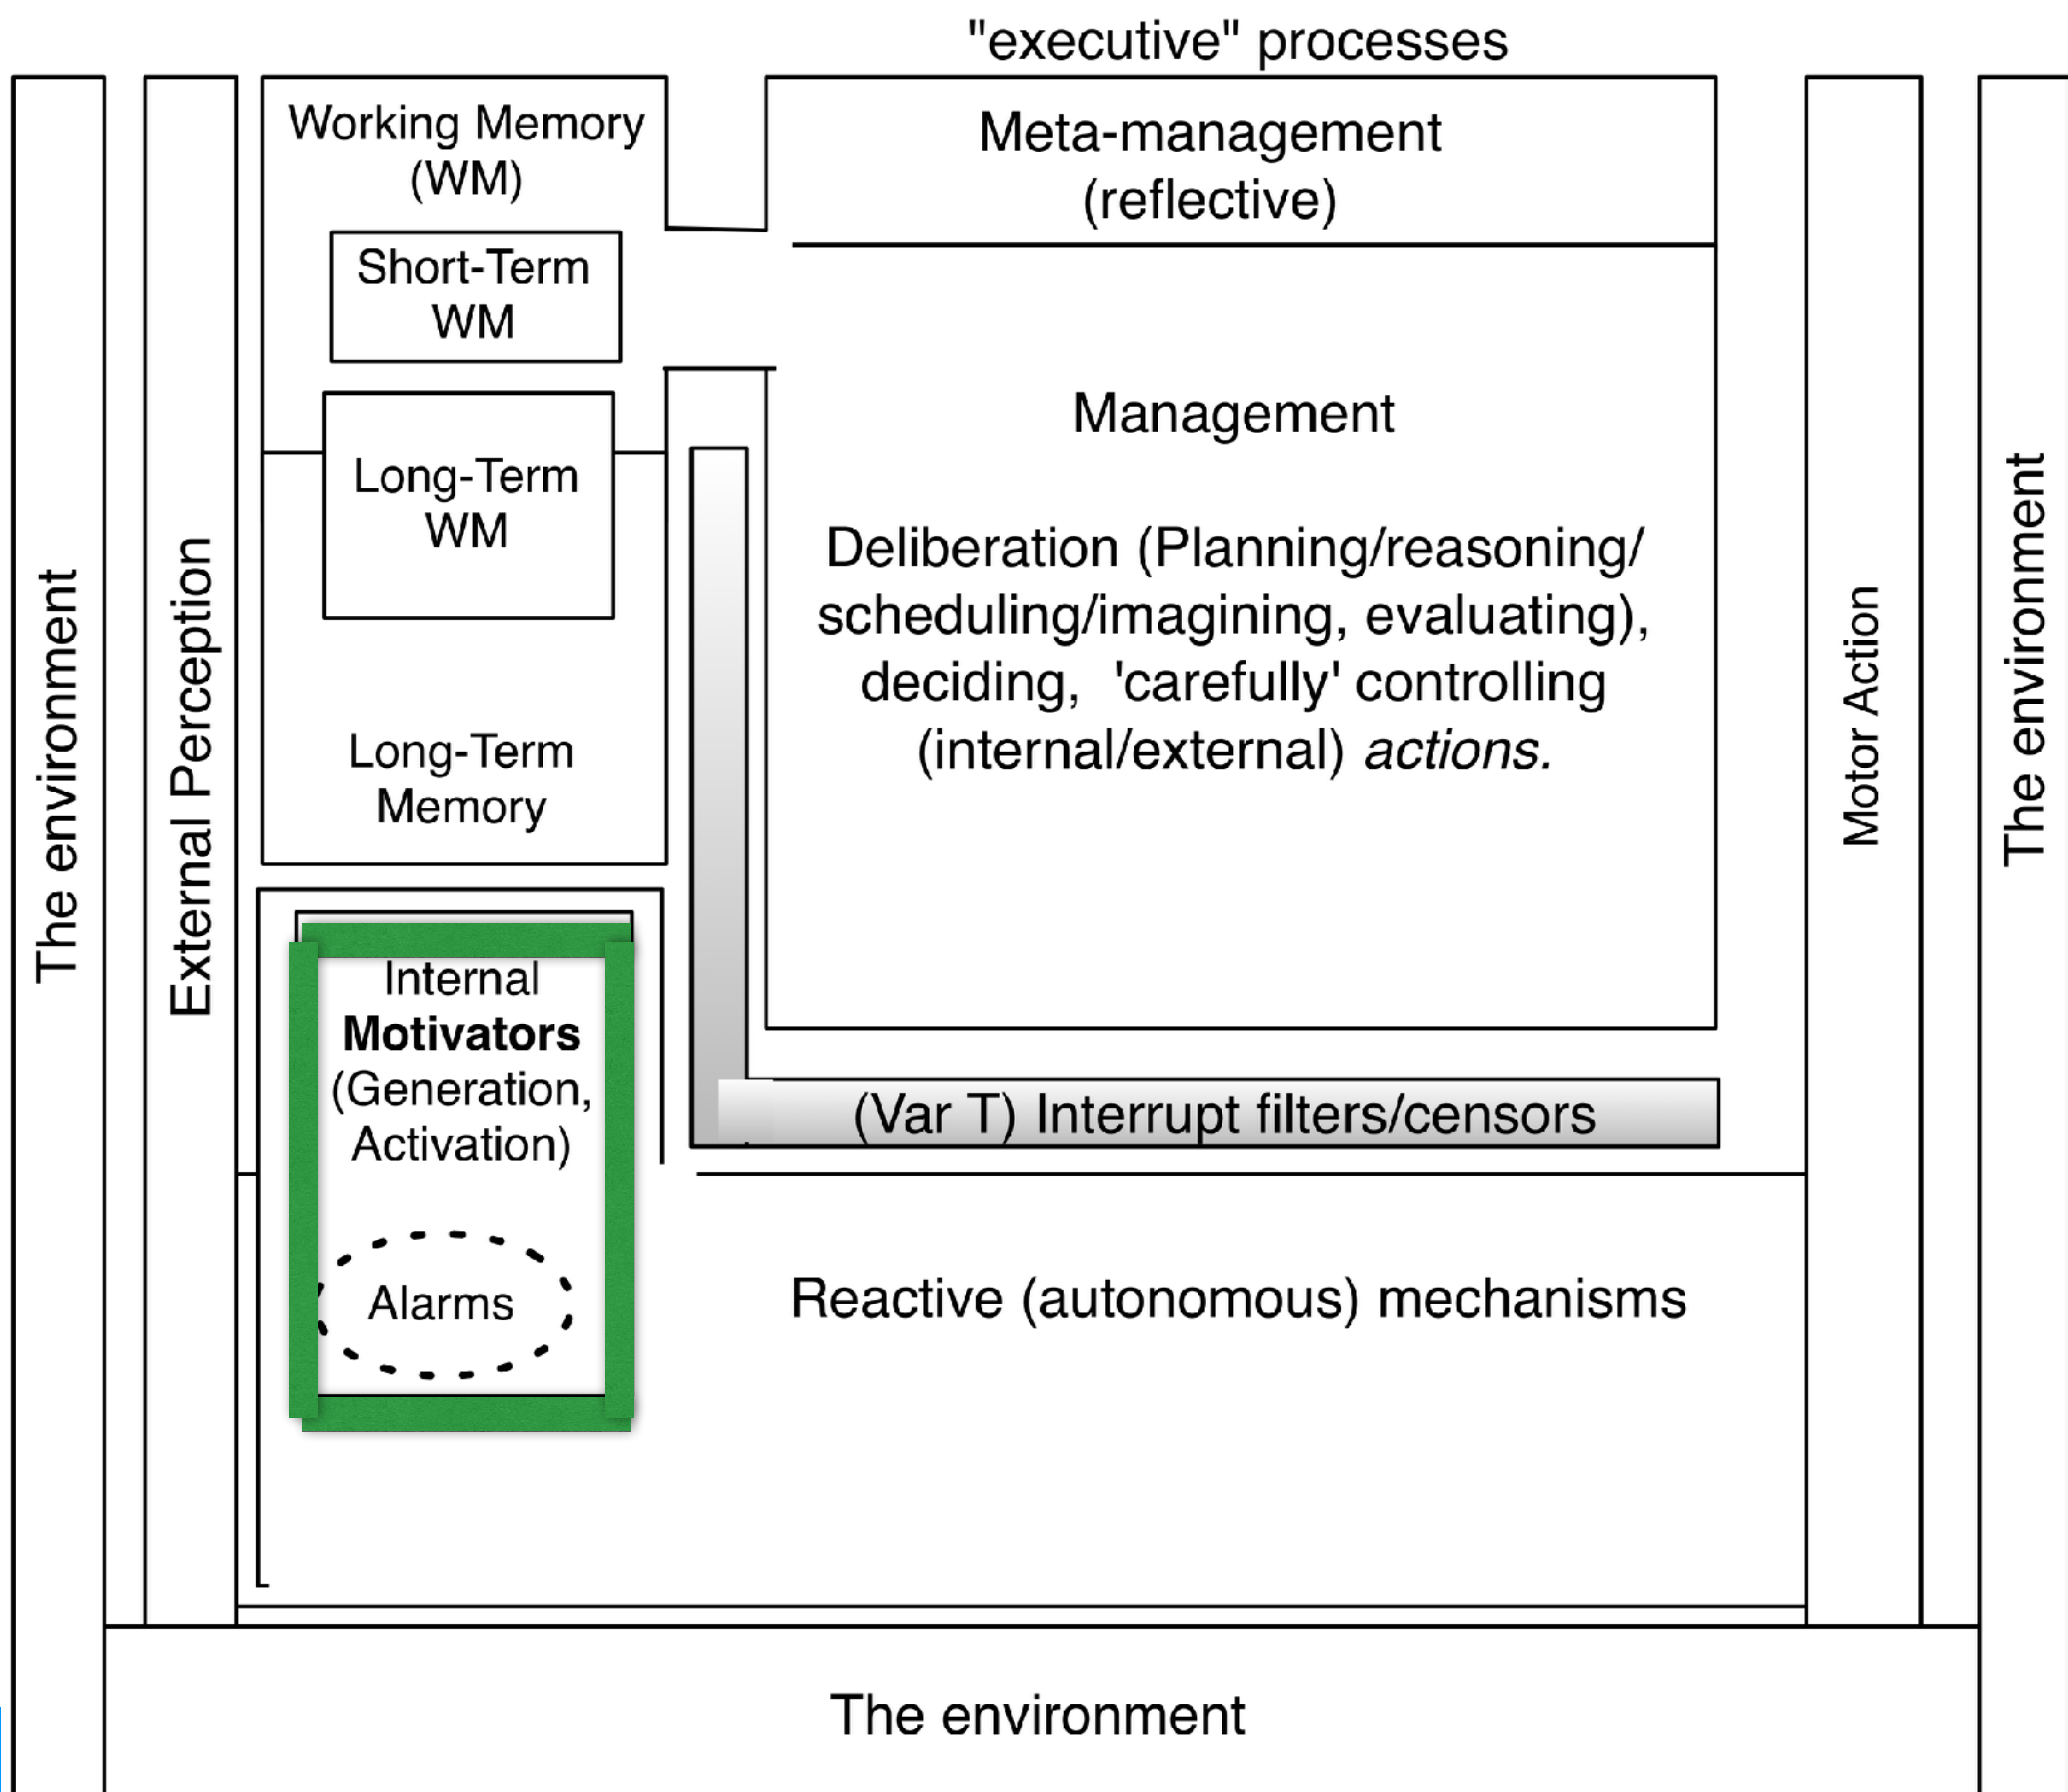 "executive" processes
The environment
External Perception
Working Memory
(WM)
Short-Term
WM
Long-Term
WM
Long-Term
Memory
Internal
Motivators
(Generation,
Activation)
Alarms
Meta-management
(reflective)
Management
Deliberation (Planning/reasoning/
scheduling/imagining, evaluating),
deciding, 'carefully' controlling
(internal/external) actions.
(Var T) Interrupt filters/censors
Reactive (autonomous) mechanisms
Motor Action
The environment
The environment